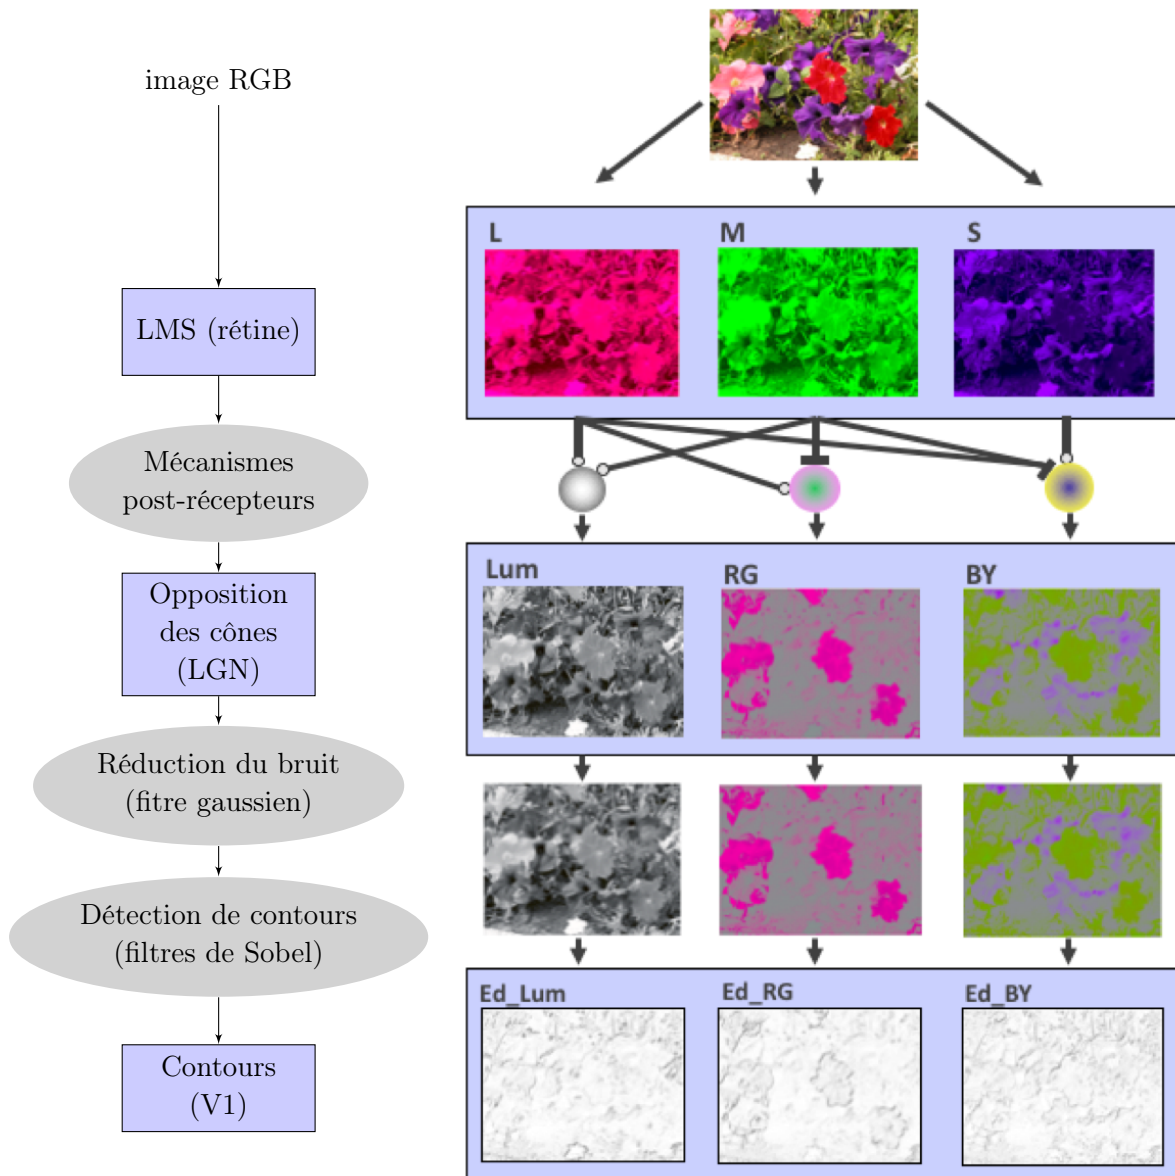 image RGB
LMS (rétine)
Mécanismes
post-récepteurs
Opposition
des cônes
(LGN)
Réduction du bruit
(fitre gaussien)
Détection de contours
(filtres de Sobel)
Contours
(V1)
L
M
S
Lum
RG
BY
Ed_Lum
Ed_RG
Ed_BY